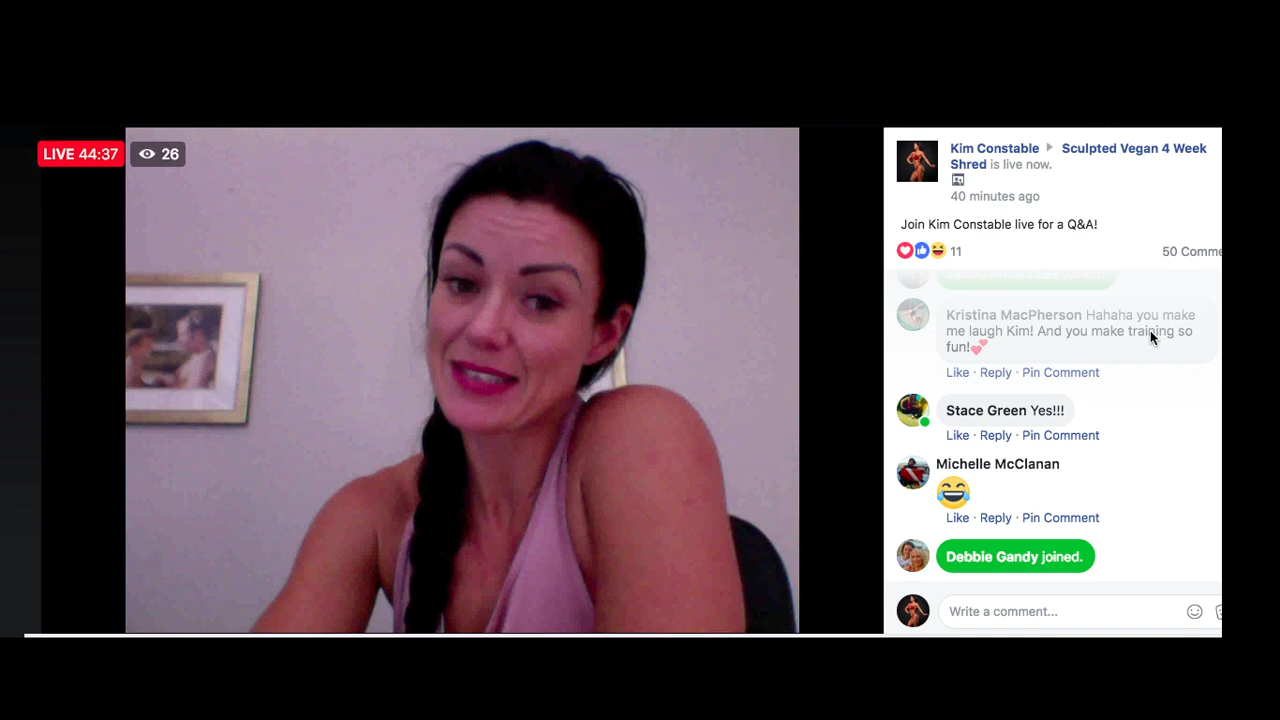 LIVE 44:37
26
Kim Constable Sculpted Vegan 4 Week
Shred is live now.
40 minutes ago
Join Kim Constable live for a Q&A!
11
50 Comme
joined.
Kristina MacPherson Hahaha you make
me laugh Kim! And you make training so
fun!💕
Like · Reply · Pin Comment
Stace Green Yes!!!
Like · Reply · Pin Comment
Michelle McClanan
😂
Like · Reply · Pin Comment
Debbie Gandy joined.
Write a comment...